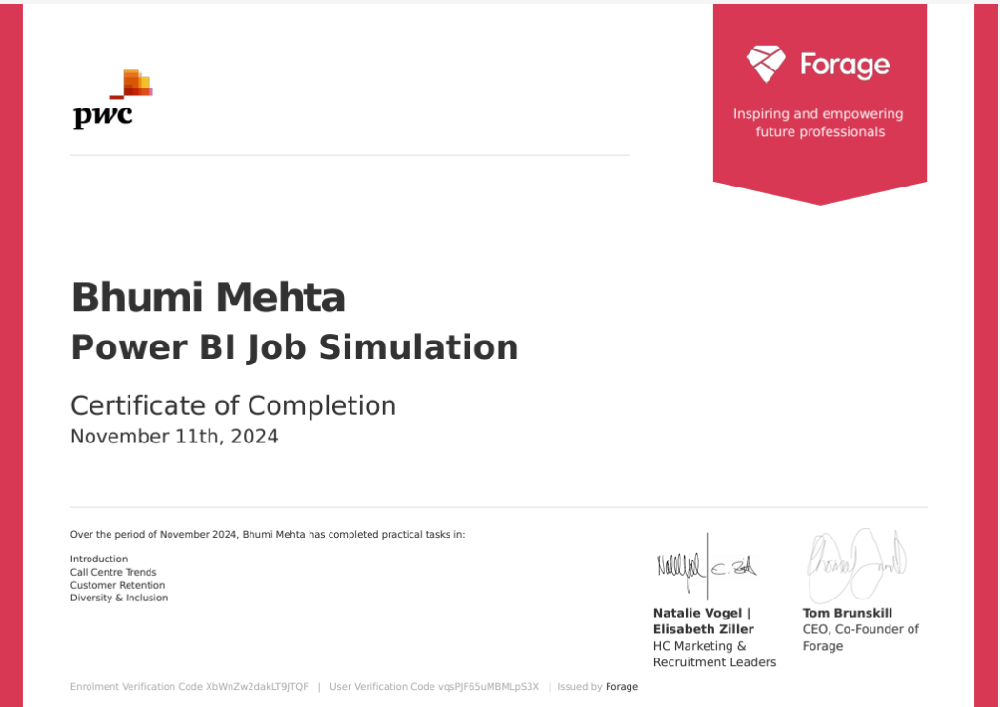 pwc
Forage
Inspiring and empowering
future professionals
Bhumi Mehta
Power BI Job Simulation
Certificate of Completion
November 11th, 2024
Over the period of November 2024, Bhumi Mehta has completed practical tasks in:
Introduction
Call Centre Trends
Customer Retention
Diversity & Inclusion
Natalie Vogel |
Elisabeth Ziller
HC Marketing &
Recruitment Leaders
Tom Brunskill
CEO, Co-Founder of
Forage
Enrolment Verification Code XbWnZw2dakLT9JTQF | User Verification Code vqsPJF65uMBMLpS3X | Issued by Forage